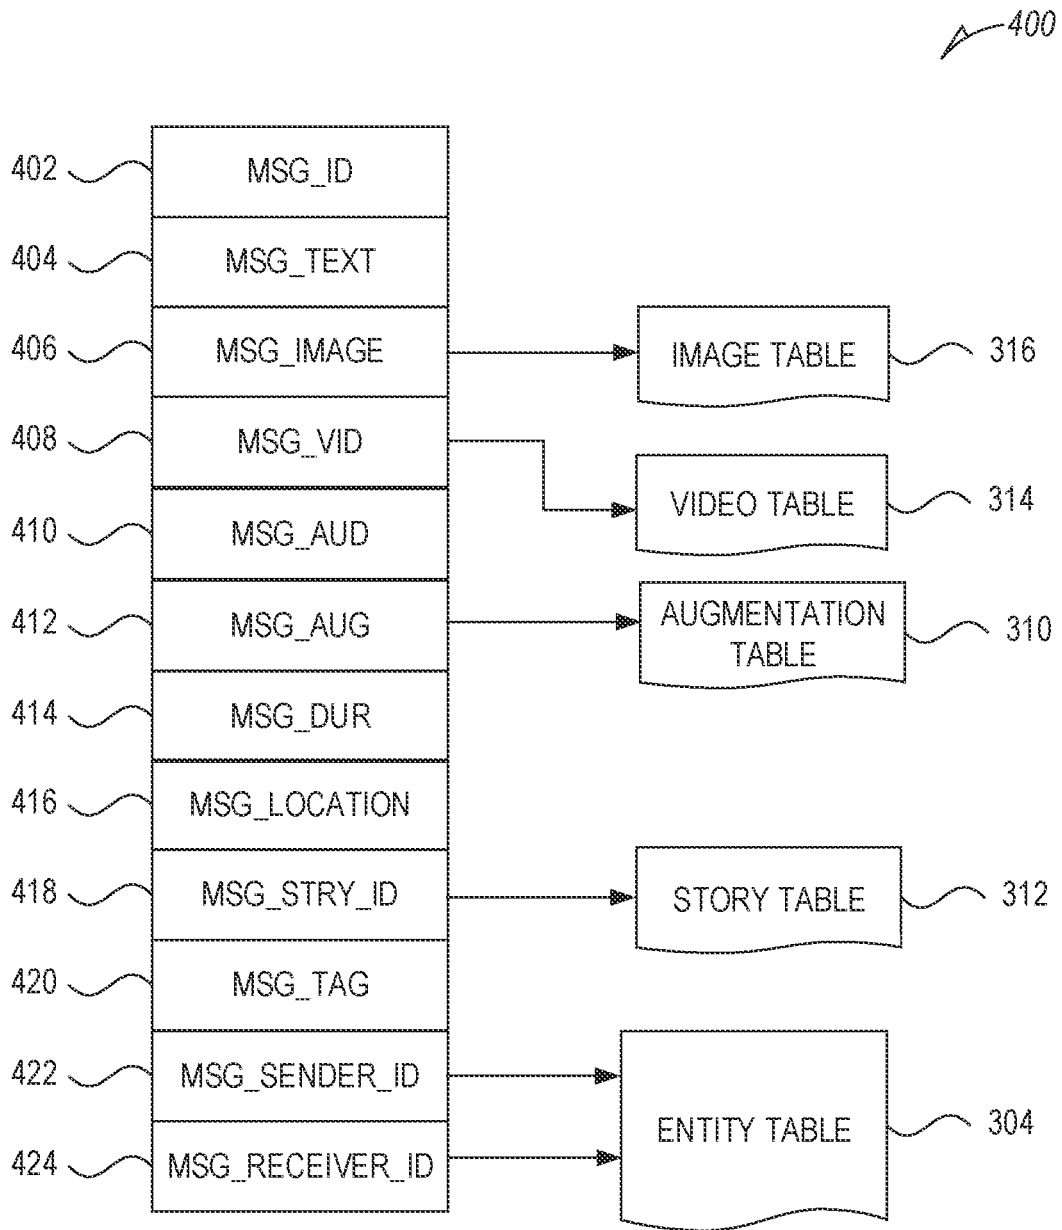 400
402 MSG_ID
404 MSG_TEXT
406 MSG_IMAGE IMAGE TABLE 316
408 MSG_VID VIDEO TABLE 314
410 MSG_AUD
412 MSG_AUG AUGMENTATION
TABLE 310
414 MSG_DUR
416 MSG_LOCATION
418 MSG_STRY_ID STORY TABLE 312
420 MSG_TAG
422 MSG_SENDER_ID
ENTITY TABLE 304
424 MSG_RECEIVER_ID